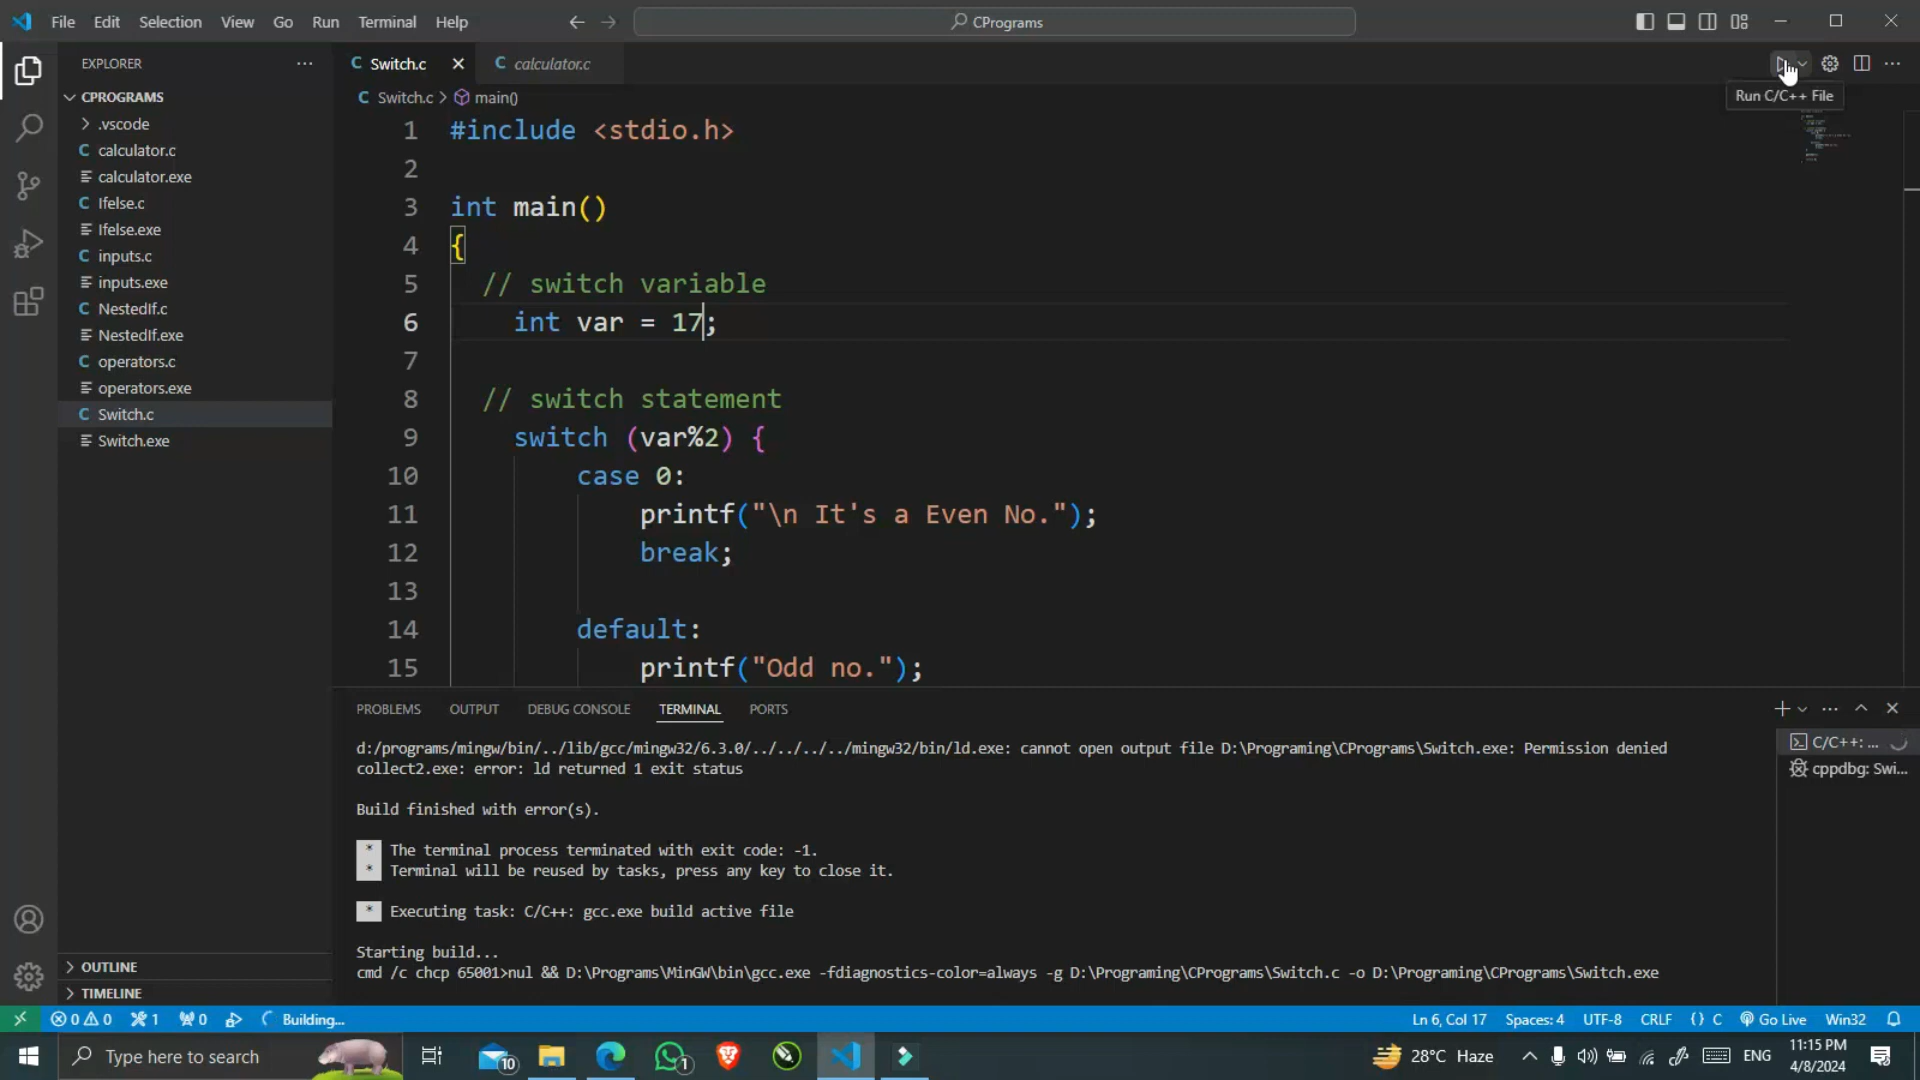 File Edit Selection View Go Run Terminal Help
CPrograms
EXPLORER
CPROGRAMS
.vscode
calculator.c
calculator.exe
Ifelse.c
Ifelse.exe
inputs.c
inputs.exe
NestedIf.c
NestedIf.exe
operators.c
operators.exe
Switch.c
Switch.exe
OUTLINE
TIMELINE
C Switch.c
C calculator.c
Run C/C++ File
C Switch.c > main()
1 #include <stdio.h>
2
3 int main()
4 {
5 // switch variable
6 int var = 17;
7
8 // switch statement
9 switch (var%2) {
10 case 0:
11 printf("\n It's a Even No.");
12 break;
13
14 default:
15 printf("Odd no.");
PROBLEMS OUTPUT DEBUG CONSOLE TERMINAL PORTS
d:/programs/mingw/bin/../lib/gcc/mingw32/6.3.0/../../../../mingw32/bin/ld.exe: cannot open output file D:\Programing\CPrograms\Switch.exe: Permission denied
collect2.exe: error: ld returned 1 exit status
Build finished with error(s).
* The terminal process terminated with exit code: -1.
* Terminal will be reused by tasks, press any key to close it.
* Executing task: C/C++: gcc.exe build active file
Starting build...
cmd /c chcp 65001>nul && D:\Programs\MinGW\bin\gcc.exe -fdiagnostics-color=always -g D:\Programing\CPrograms\Switch.c -o D:\Programing\CPrograms\Switch.exe
C/C++: ...
cppdbg: Swi...
0 0 1 0 Building... Ln 6, Col 17 Spaces: 4 UTF-8 CRLF {} C Go Live Win32
Type here to search
10
1
28°C Haze
ENG
11:15 PM
4/8/2024